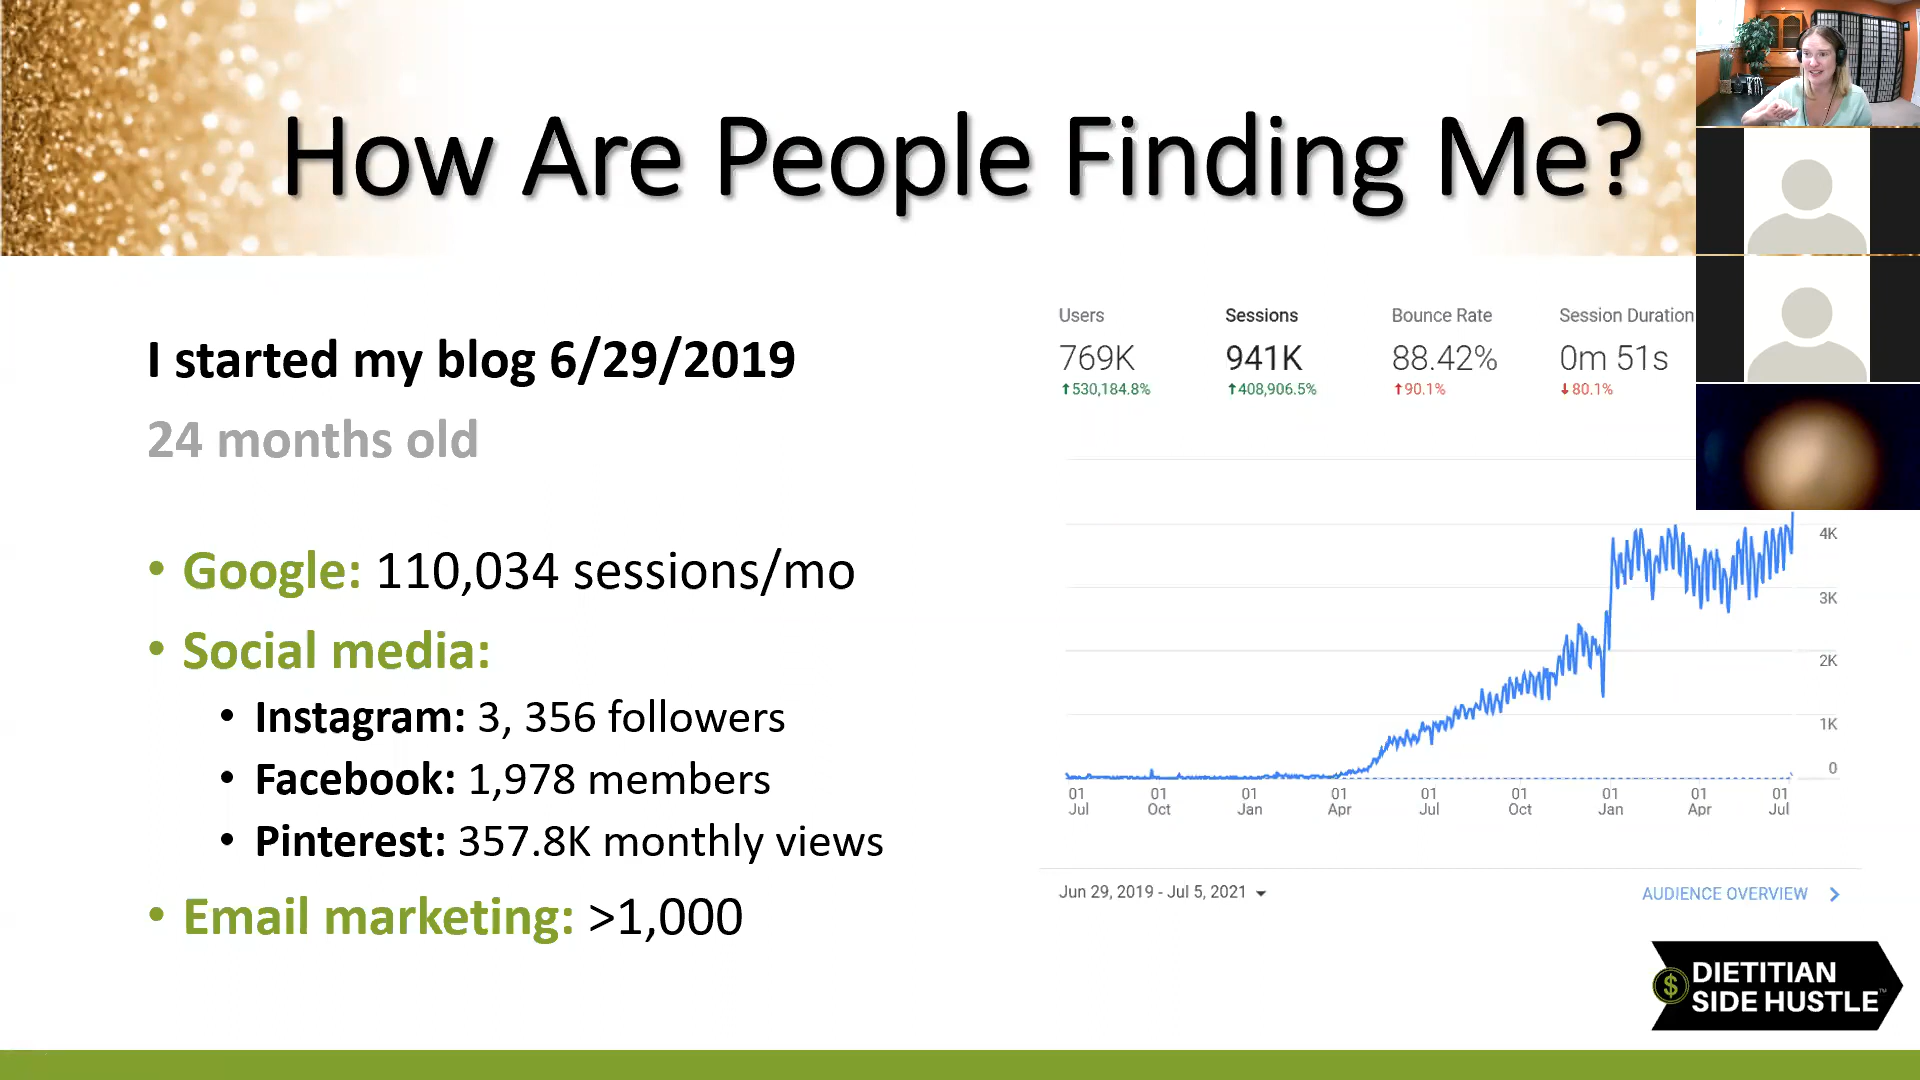 How Are People Finding Me?
I started my blog 6/29/2019
24 months old
• Google: 110,034 sessions/mo
• Social media:
• Instagram: 3, 356 followers
• Facebook: 1,978 members
• Pinterest: 357.8K monthly views
• Email marketing: >1,000
Users Sessions Bounce Rate Session Duration
769K 941K 88.42% 0m 51s
↑530,184.8% ↑408,906.5% ↑90.1% ↓80.1%
4K
3K
2K
1K
0
01 01 01 01 01 01 01 01 01
Jul Oct Jan Apr Jul Oct Jan Apr Jul
Jun 29, 2019 - Jul 5, 2021
AUDIENCE OVERVIEW
$ DIETITIAN
SIDE HUSTLE™